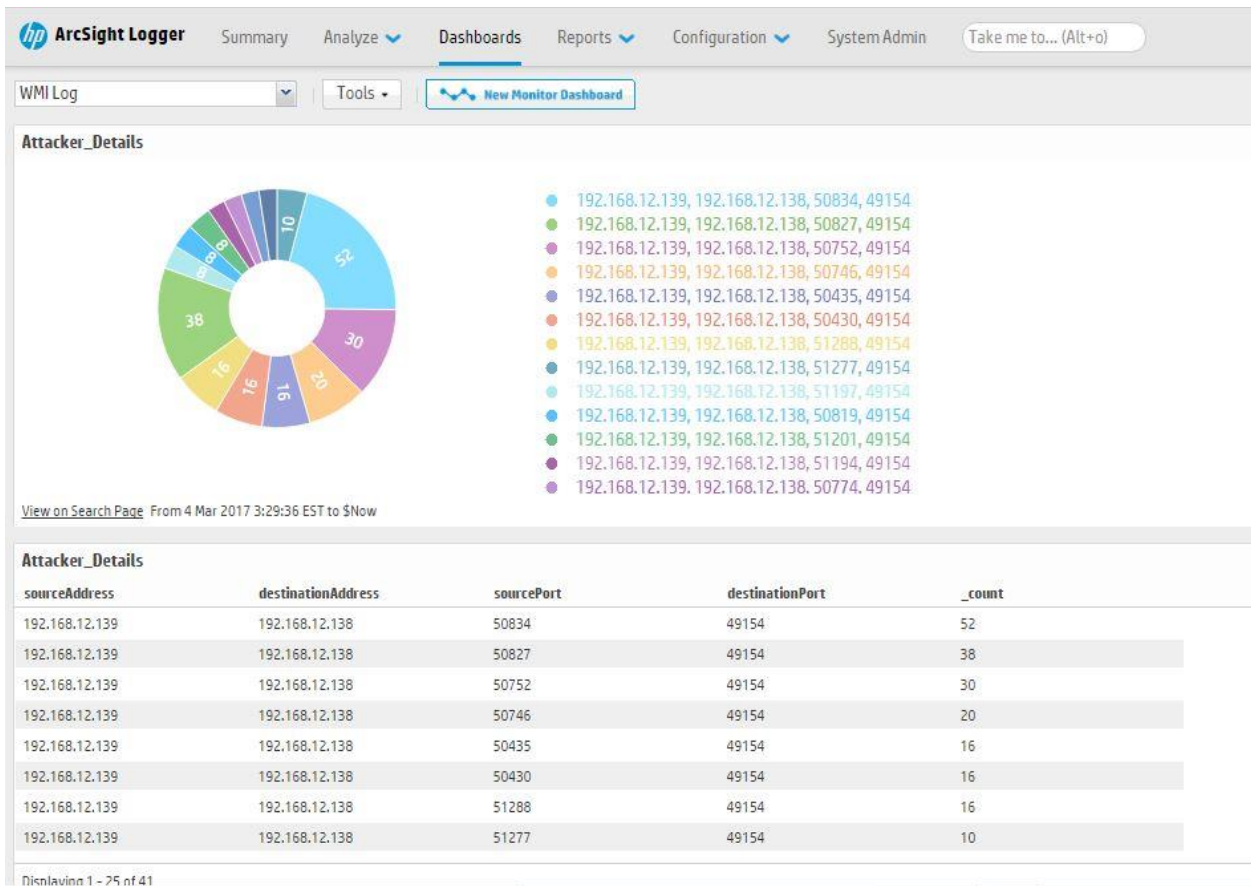 hp ArcSight Logger Summary Analyze Dashboards Reports Configuration System Admin Take me to... (Alt+o)
WMI Log Tools New Monitor Dashboard
Attacker_Details
10
52
30
20
16
16
16
38
8
8
8
192.168.12.139, 192.168.12.138, 50834, 49154
192.168.12.139, 192.168.12.138, 50827, 49154
192.168.12.139, 192.168.12.138, 50752, 49154
192.168.12.139, 192.168.12.138, 50746, 49154
192.168.12.139, 192.168.12.138, 50435, 49154
192.168.12.139, 192.168.12.138, 50430, 49154
192.168.12.139, 192.168.12.138, 51288, 49154
192.168.12.139, 192.168.12.138, 51277, 49154
192.168.12.139, 192.168.12.138, 51197, 49154
192.168.12.139, 192.168.12.138, 50819, 49154
192.168.12.139, 192.168.12.138, 51201, 49154
192.168.12.139, 192.168.12.138, 51194, 49154
192.168.12.139, 192.168.12.138, 50774, 49154
View on Search Page From 4 Mar 2017 3:29:36 EST to $Now
Attacker_Details
sourceAddress destinationAddress sourcePort destinationPort _count
192.168.12.139 192.168.12.138 50834 49154 52
192.168.12.139 192.168.12.138 50827 49154 38
192.168.12.139 192.168.12.138 50752 49154 30
192.168.12.139 192.168.12.138 50746 49154 20
192.168.12.139 192.168.12.138 50435 49154 16
192.168.12.139 192.168.12.138 50430 49154 16
192.168.12.139 192.168.12.138 51288 49154 16
192.168.12.139 192.168.12.138 51277 49154 10
Displaying 1 - 25 of 41